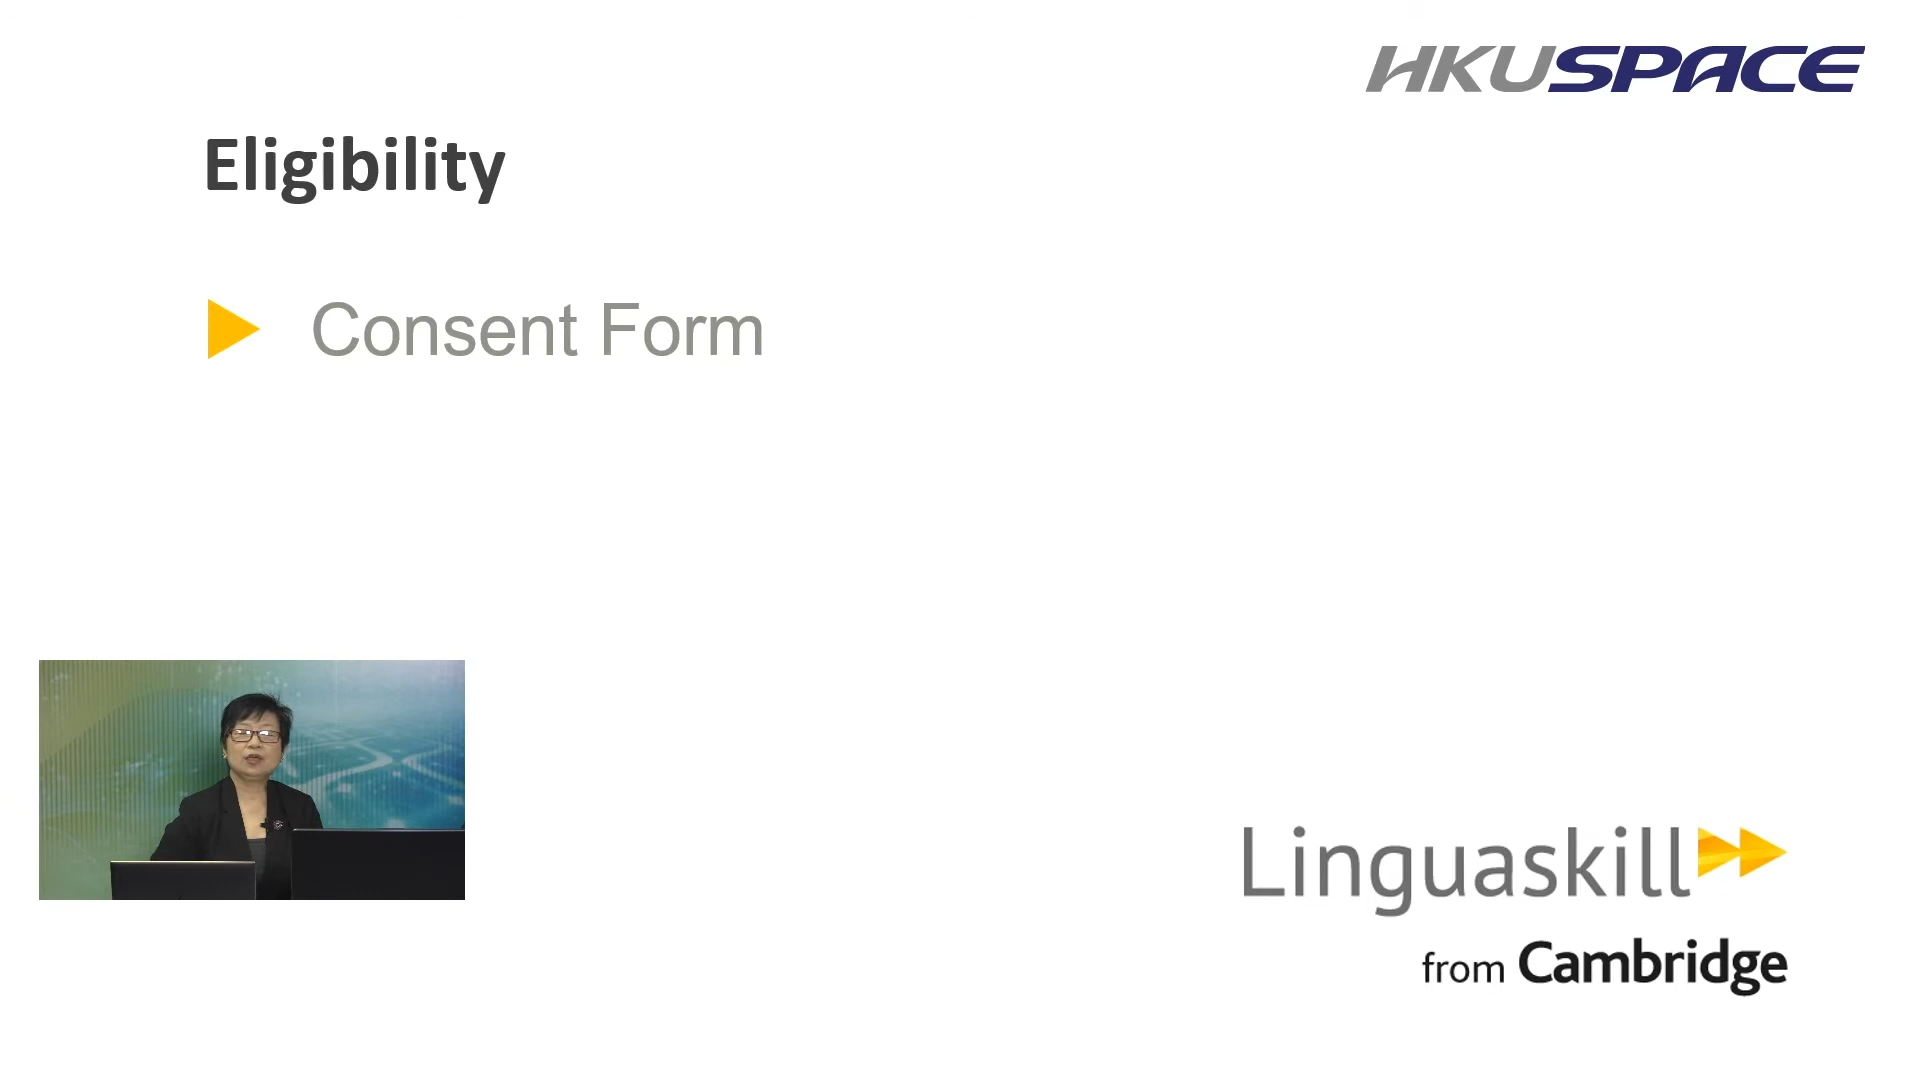 HKUSPACE
Eligibility
Consent Form
Linguaskill
from Cambridge